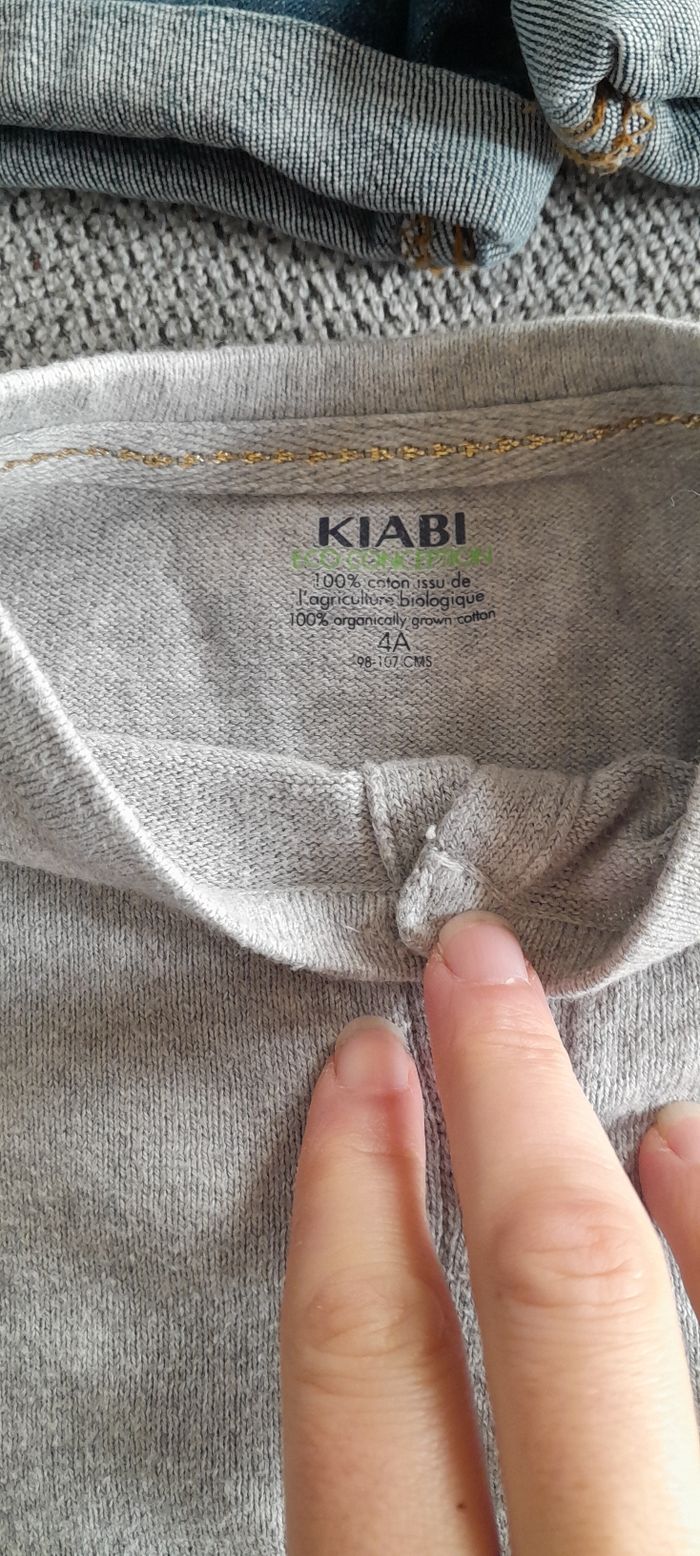 KIABI
ECO CONCEPTION
100% coton issu de
l'agriculture biologique
100% organically grown cotton
4A
98-107 CMS